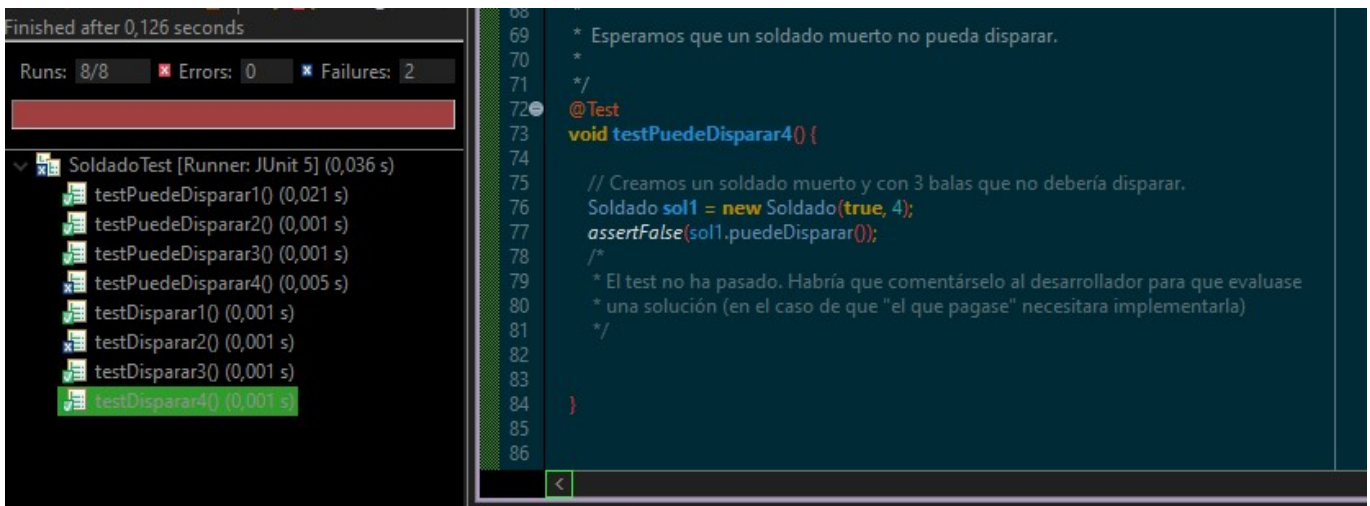 Finished after 0,126 seconds
Runs: 8/8 Errors: 0 Failures: 2
SoldadoTest [Runner: JUnit 5] (0,036 s)
testPuedeDisparar1() (0,021 s)
testPuedeDisparar2() (0,001 s)
testPuedeDisparar3() (0,001 s)
testPuedeDisparar4() (0,005 s)
testDisparar1() (0,001 s)
testDisparar2() (0,001 s)
testDisparar3() (0,001 s)
testDisparar4() (0,001 s)
68 *
69 * Esperamos que un soldado muerto no pueda disparar.
70 *
71 */
72 @Test
73 void testPuedeDisparar4() {
74
75 // Creamos un soldado muerto y con 3 balas que no debería disparar.
76 Soldado sol1 = new Soldado(true, 4);
77 assertFalse(sol1.puedeDisparar());
78 /*
79 * El test no ha pasado. Habría que comentárselo al desarrollador para que evaluase
80 * una solución (en el caso de que "el que pagase" necesitara implementarla)
81 */
82
83
84 }
85
86